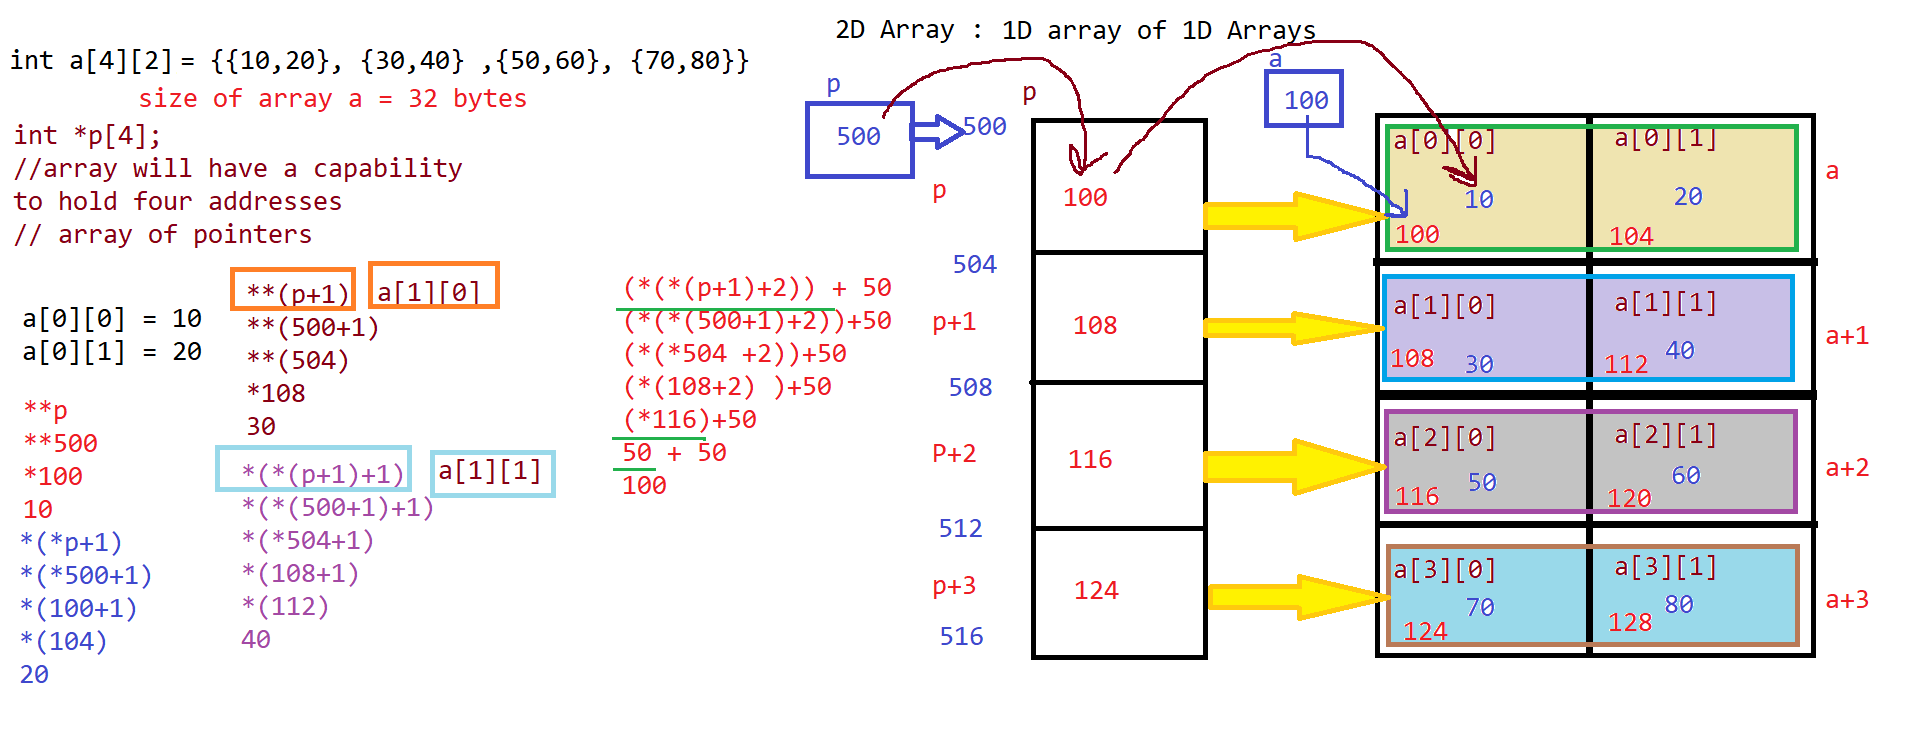 2D Array : 1D array of 1D Arrays
int a[4][2] = {{10,20}, {30,40} ,{50,60}, {70,80}}
size of array a = 32 bytes
int *p[4];
//array will have a capability
to hold four addresses
// array of pointers
a[0][0] = 10
a[0][1] = 20
**p
**500
*100
10
*(*p+1)
*(*500+1)
*(100+1)
*(104)
20
**(p+1) a[1][0]
**(500+1)
**(504)
*108
30
*(*(p+1)+1) a[1][1]
*(*(500+1)+1)
*(*504+1)
*(108+1)
*(112)
40
(*(*(p+1)+2)) + 50
(*(*(500+1)+2))+50
(*(*504 +2))+50
(*(108+2) )+50
(*116)+50
50 + 50
100
p
500
500
p
p
100
504
p+1
108
508
P+2
116
512
p+3
124
516
a
100
a[0][0] a[0][1]
10 20
100 104
a
a[1][0] a[1][1]
108 30 112 40
a+1
a[2][0] a[2][1]
116 50 120 60
a+2
a[3][0] a[3][1]
70 80
124 128
a+3